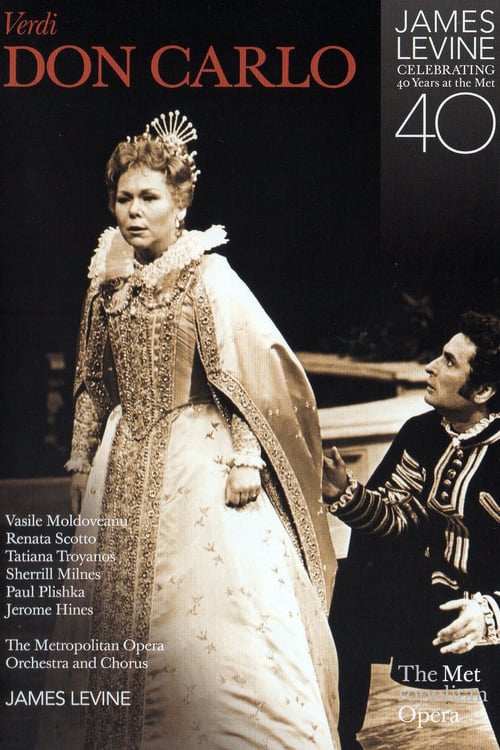 Verdi
DON CARLO
JAMES
LEVINE
CELEBRATING
40 Years at the Met
40
Vasile Moldoveanu
Renata Scotto
Tatiana Troyanos
Sherrill Milnes
Paul Plishka
Jerome Hines
The Metropolitan Opera
Orchestra and Chorus
JAMES LEVINE
The Met
ropolitan
Opera